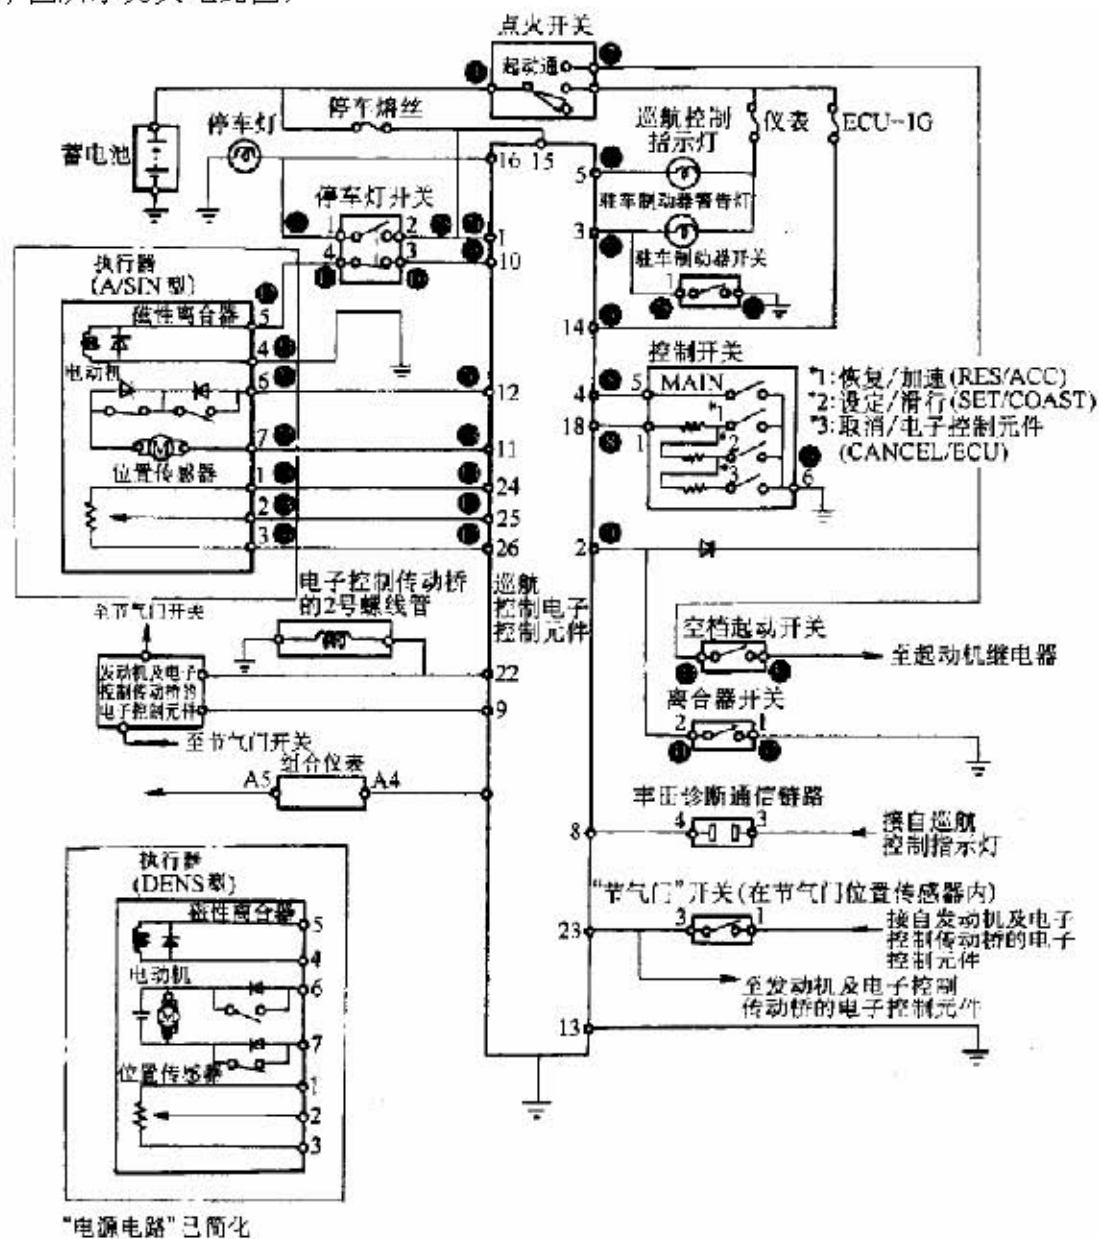 点火开关
起动通
停车熔丝
停车灯
蓄电池
巡航控制
指示灯
仪表
ECU-IG
16
15
5
驻车制动器警告灯
停车灯开关
1
2
1
3
4
3
10
驻车制动器开关
1
执行器
(A/SIN型)
磁性离合器
5
4
14
控制开关
电动机
6
12
4
5
MAIN
*1:恢复/加速(RES/ACC)
*2:设定/滑行(SET/COAST)
*3:取消/电子控制元件
(CANCEL/ECU)
18
1
*1
*2
*3
6
7
11
位置传感器
1
24
2
25
3
26
2
电子控制传动桥
的2号螺线管
巡航
控制电子
控制元件
至节气门开关
空档起动开关
至起动机继电器
发动机及电子
控制传动桥的
电子控制元件
22
9
离合器开关
2
1
至节气门开关
组合仪表
A5
A4
丰田诊断通信链路
8
4
3
接自巡航
控制指示灯
执行器
(DENS型)
磁性离合器
5
4
“节气门”开关(在节气门位置传感器内)
23
3
1
接自发动机及电子
控制传动桥的电子
控制元件
电动机
6
至发动机及电子控制
传动桥的电子控制元件
13
7
位置传感器
1
2
3
“电源电路”已简化